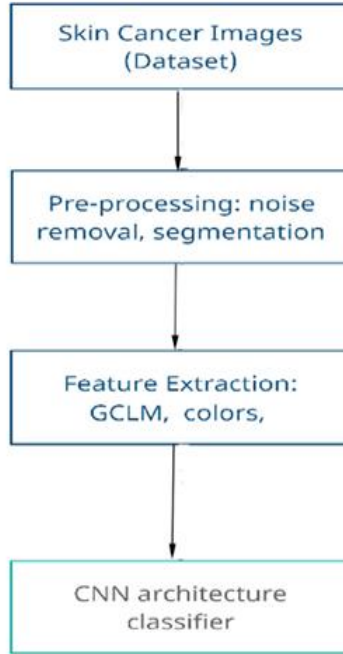 Skin Cancer Images
(Dataset)
Pre-processing: noise
removal, segmentation
Feature Extraction:
GCLM, colors,
CNN architecture
classifier